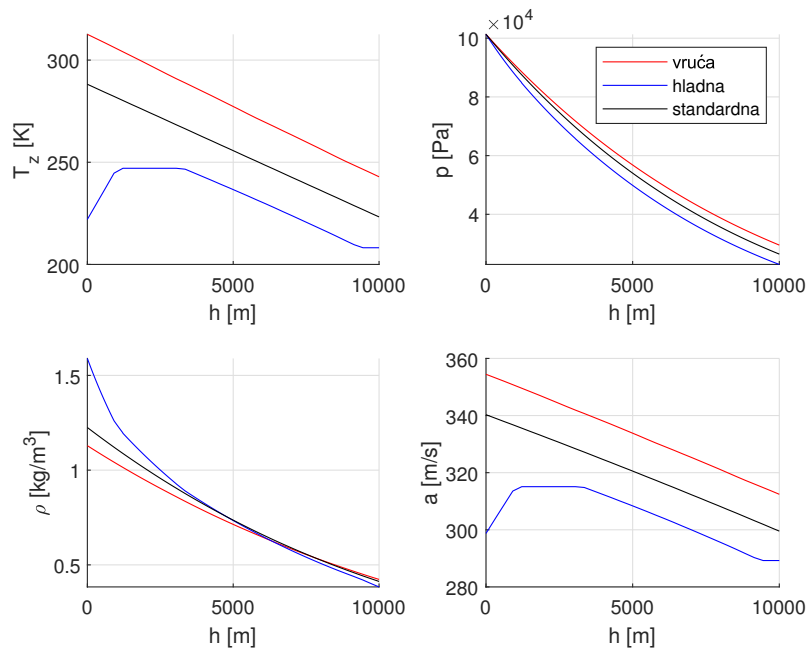 300
250
200
T_z [K]
0
5000
10000
h [m]
× 10^4
10
8
6
4
p [Pa]
vruća
hladna
standardna
0
5000
10000
h [m]
1.5
1
0.5
ρ [kg/m^3]
0
5000
10000
h [m]
360
340
320
300
280
a [m/s]
0
5000
10000
h [m]